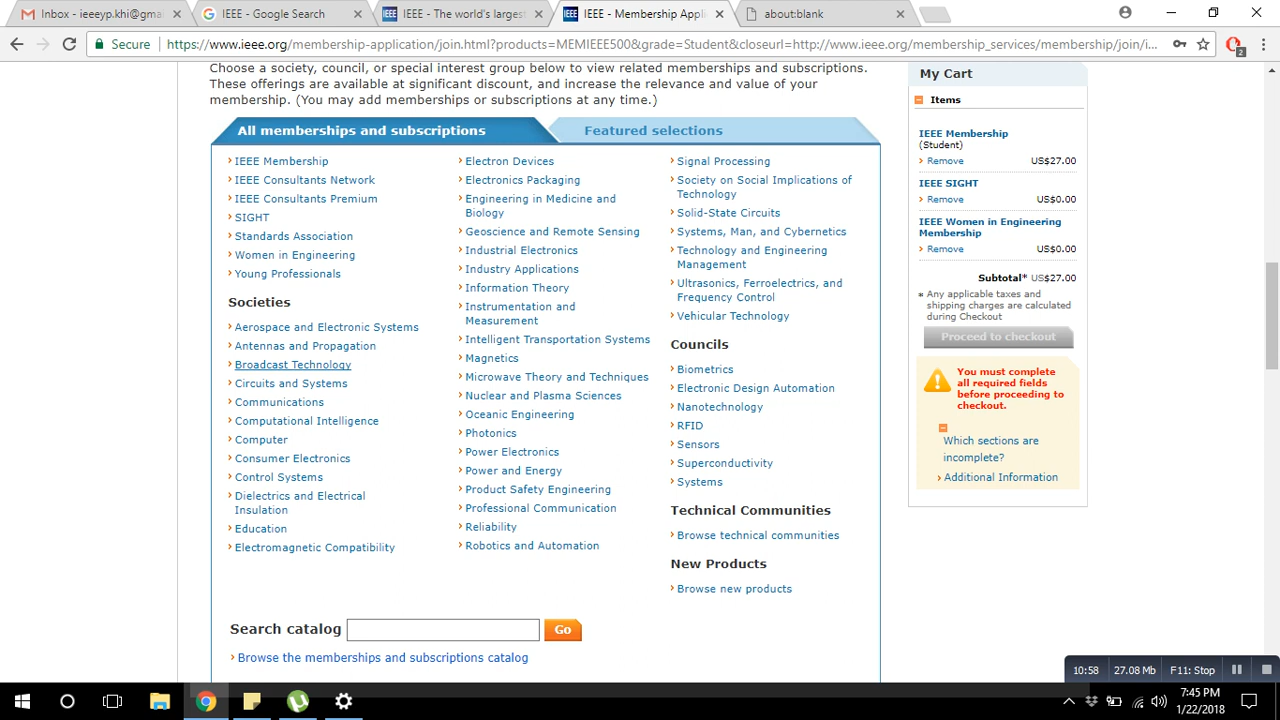 Inbox - ieeeyp.khi@gmai
IEEE - Google Search
IEEE - The world's largest
IEEE - Membership Appli
about:blank
Secure
https://www.ieee.org/membership-application/join.html?products=MEMIEEE500&grade=Student&closeurl=http://www.ieee.org/membership_services/membership/join/i...
2
Choose a society, council, or special interest group below to view related memberships and subscriptions.
These offerings are available at significant discount, and increase the relevance and value of your
membership. (You may add memberships or subscriptions at any time.)
All memberships and subscriptions
Featured selections
IEEE Membership
IEEE Consultants Network
IEEE Consultants Premium
SIGHT
Standards Association
Women in Engineering
Young Professionals
Societies
Aerospace and Electronic Systems
Antennas and Propagation
Broadcast Technology
Circuits and Systems
Communications
Computational Intelligence
Computer
Consumer Electronics
Control Systems
Dielectrics and Electrical
Insulation
Education
Electromagnetic Compatibility
Electron Devices
Electronics Packaging
Engineering in Medicine and
Biology
Geoscience and Remote Sensing
Industrial Electronics
Industry Applications
Information Theory
Instrumentation and
Measurement
Intelligent Transportation Systems
Magnetics
Microwave Theory and Techniques
Nuclear and Plasma Sciences
Oceanic Engineering
Photonics
Power Electronics
Power and Energy
Product Safety Engineering
Professional Communication
Reliability
Robotics and Automation
Signal Processing
Society on Social Implications of
Technology
Solid-State Circuits
Systems, Man, and Cybernetics
Technology and Engineering
Management
Ultrasonics, Ferroelectrics, and
Frequency Control
Vehicular Technology
Councils
Biometrics
Electronic Design Automation
Nanotechnology
RFID
Sensors
Superconductivity
Systems
Technical Communities
Browse technical communities
New Products
Browse new products
Search catalog
Go
Browse the memberships and subscriptions catalog
My Cart
Items
IEEE Membership
(Student)
Remove US$27.00
IEEE SIGHT
Remove US$0.00
IEEE Women in Engineering
Membership
Remove US$0.00
Subtotal* US$27.00
* Any applicable taxes and
shipping charges are calculated
during Checkout
Proceed to checkout
You must complete
all required fields
before proceeding to
checkout.
Which sections are
incomplete?
Additional Information
10:58 27.08 Mb F11: Stop
7:45 PM
1/22/2018